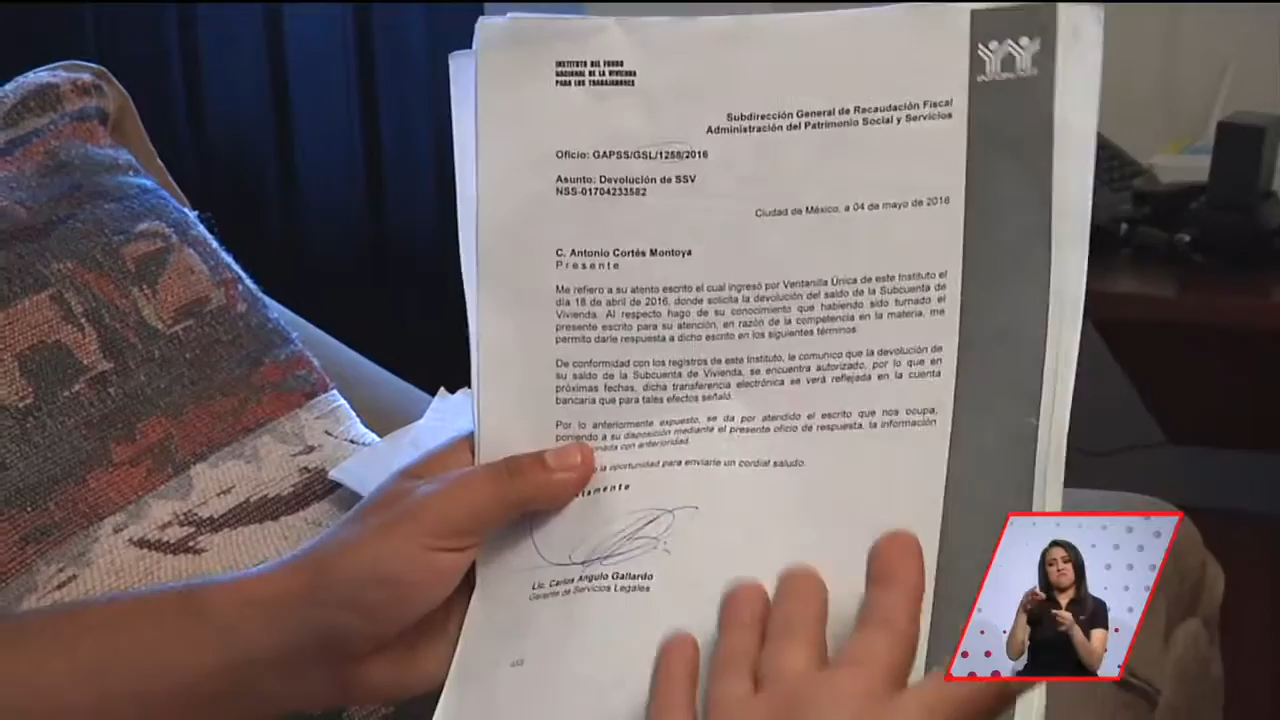 INSTITUTO DEL FONDO
NACIONAL DE LA VIVIENDA
PARA LOS TRABAJADORES
Subdirección General de Recaudación Fiscal
Administración del Patrimonio Social y Servicios
Oficio: GAPSS/GSL/1258/2016
Asunto: Devolución de SSV
NSS-01704233582
Ciudad de México, a 04 de mayo de 2016
C. Antonio Cortés Montoya
P r e s e n t e
Me refiero a su atento escrito el cual ingresó por Ventanilla Única de este Instituto el
día 18 de abril de 2016, donde solicita la devolución del saldo de la Subcuenta de
Vivienda. Al respecto hago de su conocimiento que habiendo sido turnado el
presente escrito para su atención, en razón de la competencia en la materia, me
permito darle respuesta a dicho escrito en los siguientes términos
De conformidad con los registros de este Instituto, le comunico que la devolución de
su saldo de la Subcuenta de Vivienda, se encuentra autorizado, por lo que en
próximas fechas, dicha transferencia electrónica se verá reflejada en la cuenta
bancaria que para tales efectos señaló.
Por lo anteriormente expuesto, se da por atendido el escrito que nos ocupa,
poniendo a su disposición mediante el presente oficio de respuesta, la información
con anterioridad.
la oportunidad para enviarle un cordial saludo.
tamente
Lic. Carlos Angulo Gallardo
Gerente de Servicios Legales